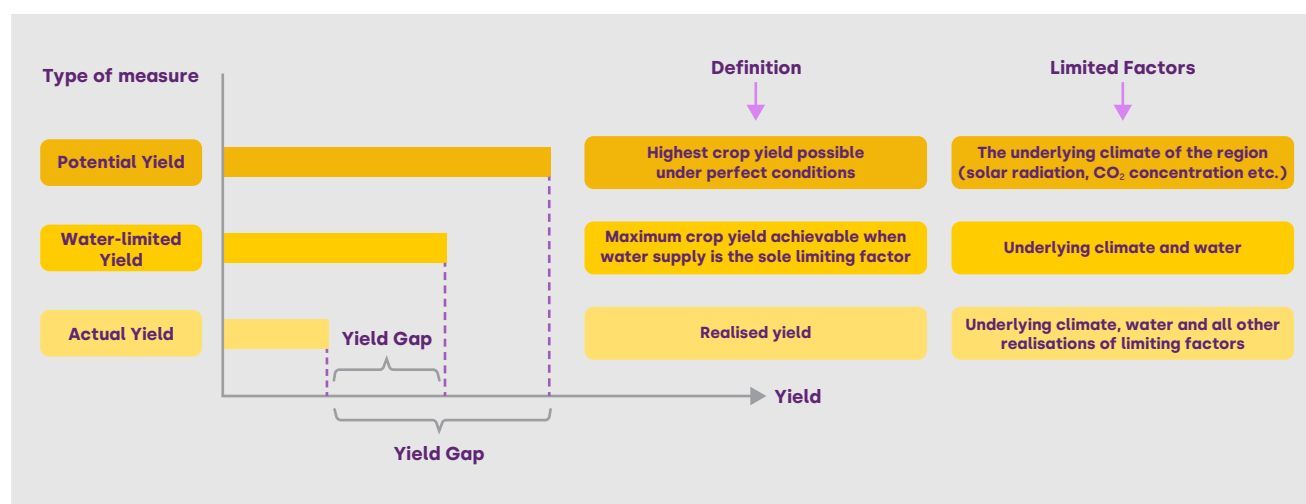 Type of measure
Definition
Limited Factors
Potential Yield
Highest crop yield possible
under perfect conditions
The underlying climate of the region
(solar radiation, CO₂ concentration etc.)
Water-limited
Yield
Maximum crop yield achievable when
water supply is the sole limiting factor
Underlying climate and water
Actual Yield
Yield Gap
Realised yield
Underlying climate, water and all other
realisations of limiting factors
Yield
Yield Gap